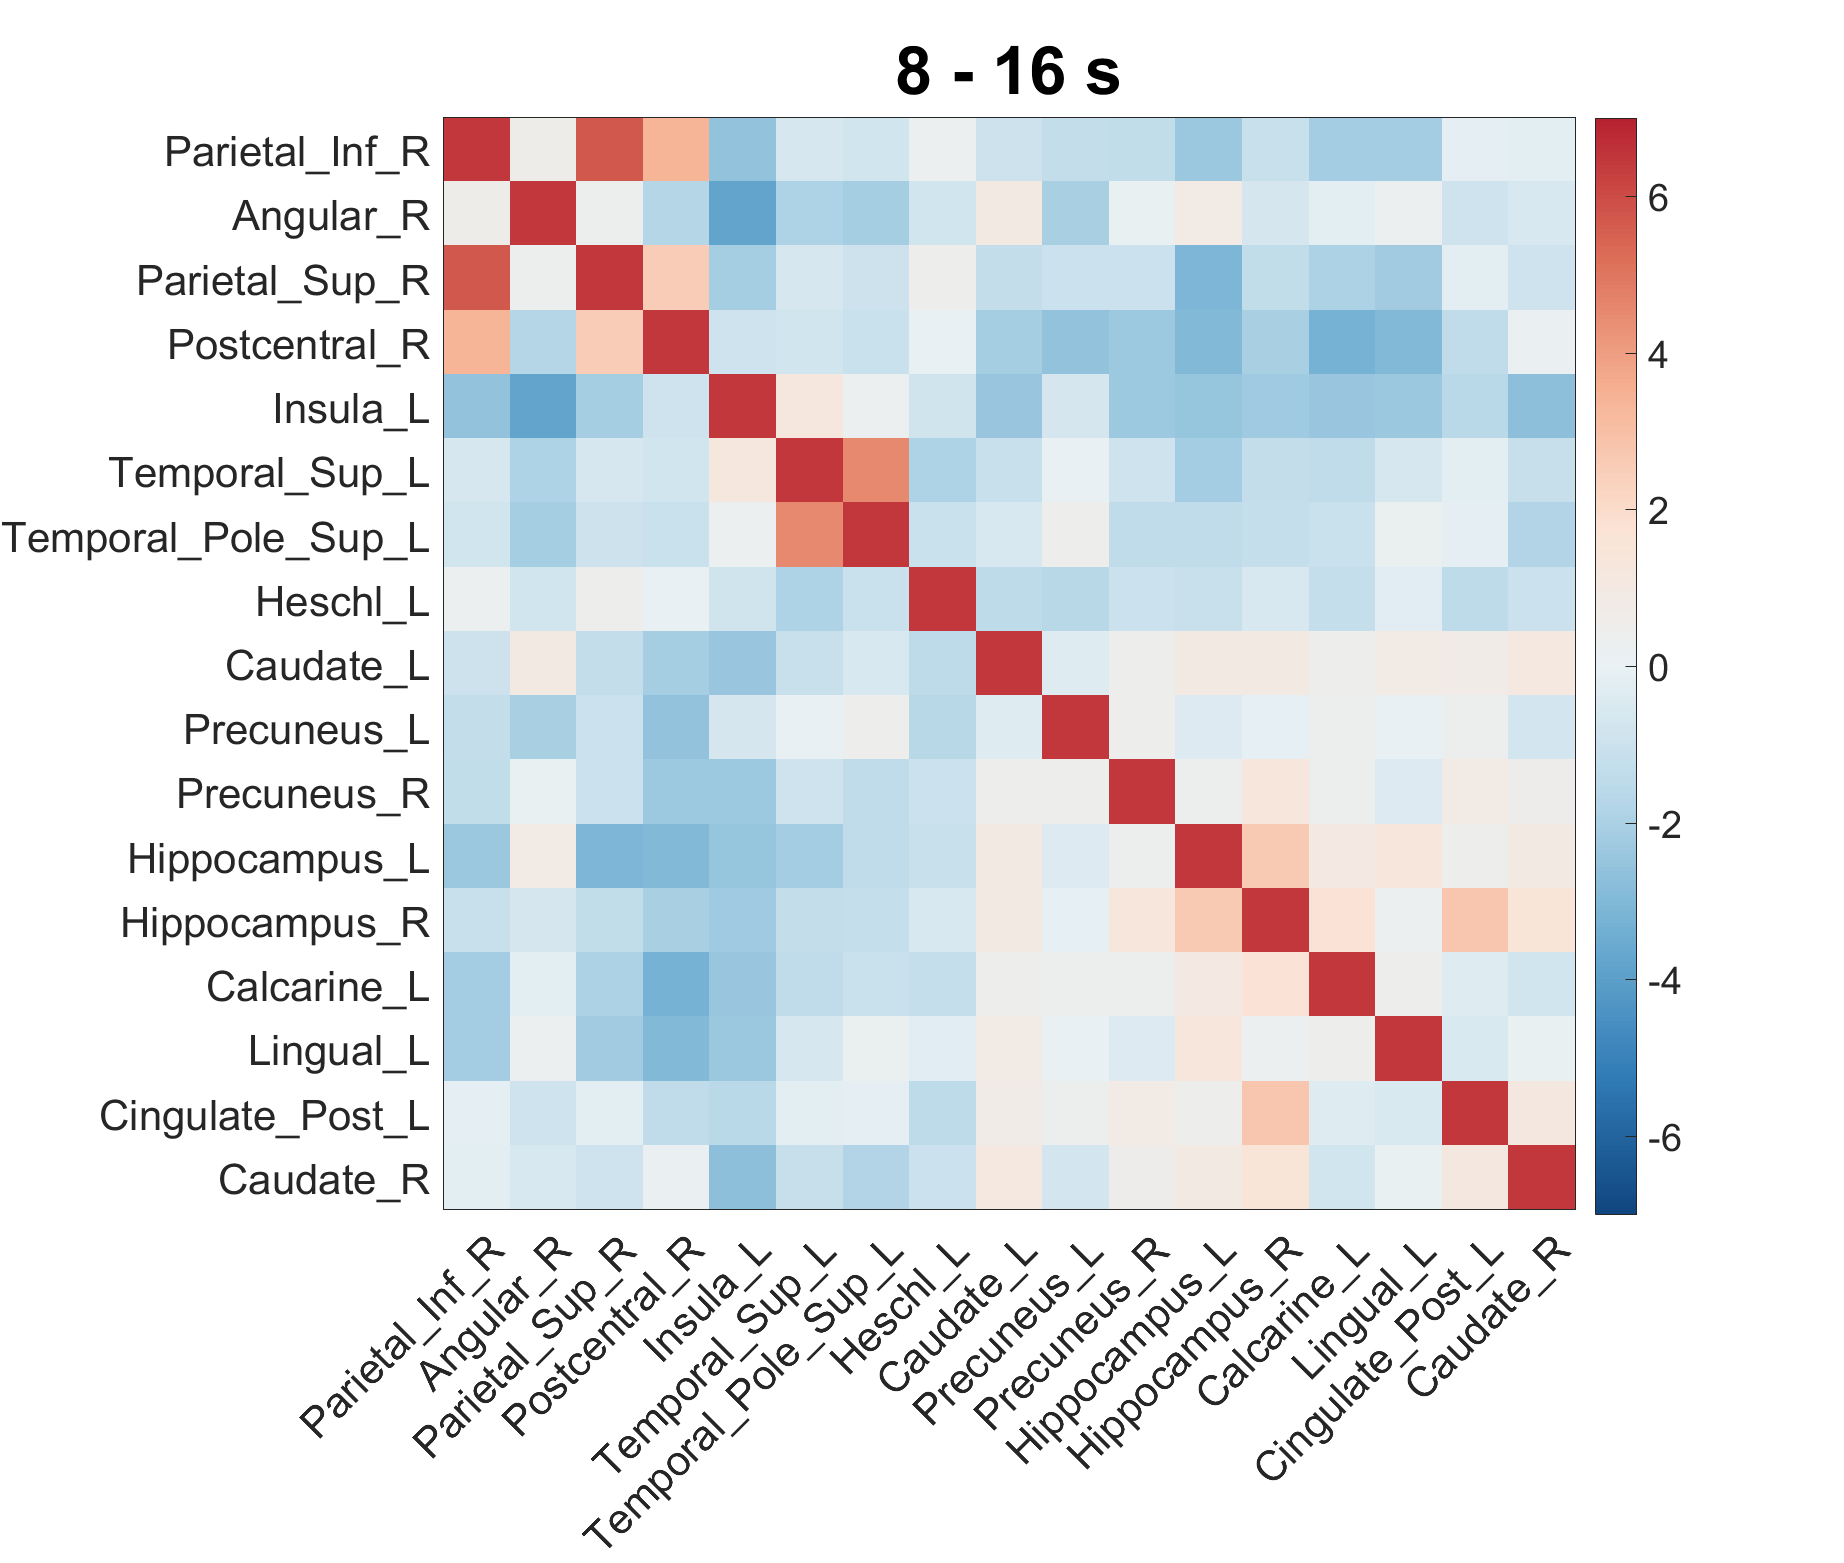 8 - 16 s
Parietal_Inf_R
Angular_R
Parietal_Sup_R
Postcentral_R
Insula_L
Temporal_Sup_L
Temporal_Pole_Sup_L
Heschl_L
Caudate_L
Precuneus_L
Precuneus_R
Hippocampus_L
Hippocampus_R
Calcarine_L
Lingual_L
Cingulate_Post_L
Caudate_R
6
4
2
0
-2
-4
-6
Parietal_Inf_R
Angular_R
Parietal_Sup_R
Postcentral_R
Insula_L
Temporal_Sup_L
Temporal_Pole_Sup_L
Heschl_L
Caudate_L
Precuneus_L
Precuneus_R
Hippocampus_L
Hippocampus_R
Calcarine_L
Lingual_L
Cingulate_Post_L
Caudate_R